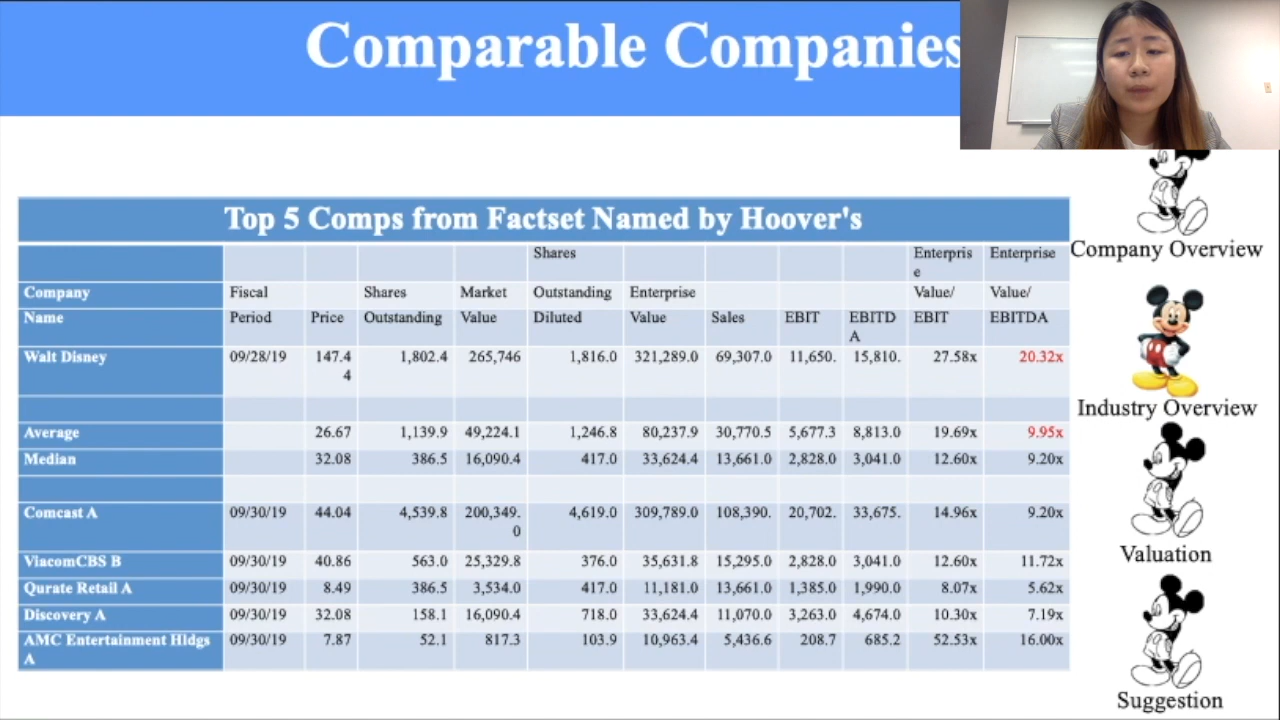 Comparable Companies
Top 5 Comps from Factset Named by Hoover's
Shares Enterpris Enterprise
e
Company Fiscal Shares Market Outstanding Enterprise Value/ Value/
Name Period Price Outstanding Value Diluted Value Sales EBIT EBITD EBIT EBITDA
A
Walt Disney 09/28/19 147.4 1,802.4 265,746 1,816.0 321,289.0 69,307.0 11,650. 15,810. 27.58x 20.32x
4
Average 26.67 1,139.9 49,224.1 1,246.8 80,237.9 30,770.5 5,677.3 8,813.0 19.69x 9.95x
Median 32.08 386.5 16,090.4 417.0 33,624.4 13,661.0 2,828.0 3,041.0 12.60x 9.20x
Comcast A 09/30/19 44.04 4,539.8 200,349. 4,619.0 309,789.0 108,390. 20,702. 33,675. 14.96x 9.20x
0
ViacomCBS B 09/30/19 40.86 563.0 25,329.8 376.0 35,631.8 15,295.0 2,828.0 3,041.0 12.60x 11.72x
Qurate Retail A 09/30/19 8.49 386.5 3,534.0 417.0 11,181.0 13,661.0 1,385.0 1,990.0 8.07x 5.62x
Discovery A 09/30/19 32.08 158.1 16,090.4 718.0 33,624.4 11,070.0 3,263.0 4,674.0 10.30x 7.19x
AMC Entertainment Hldgs 09/30/19 7.87 52.1 817.3 103.9 10,963.4 5,436.6 208.7 685.2 52.53x 16.00x
A
Company Overview
Industry Overview
Valuation
Suggestion